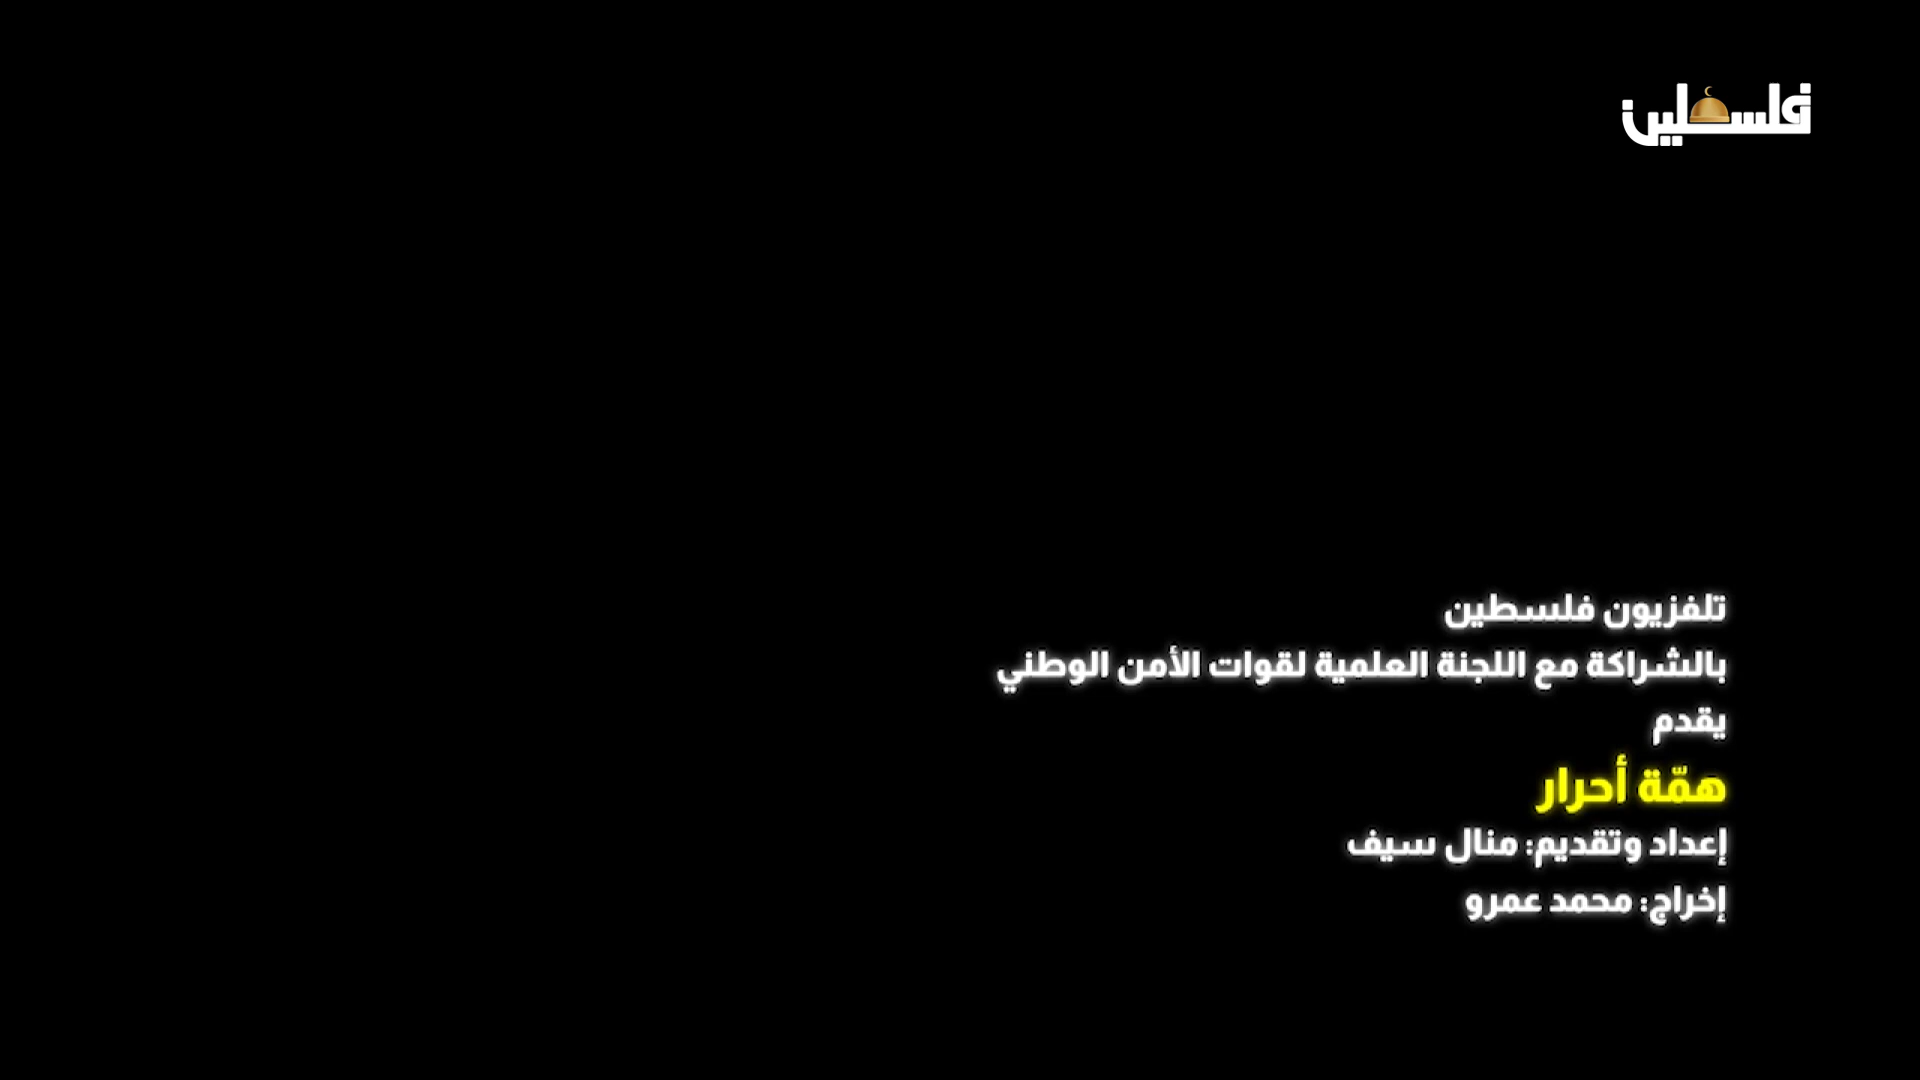 فلسطين
تلفزيون فلسطين
بالشراكة مع اللجنة العلمية لقوات الأمن الوطني
يقدم
همّة أحرار
إعداد وتقديم: منال سيف
إخراج: محمد عمرو